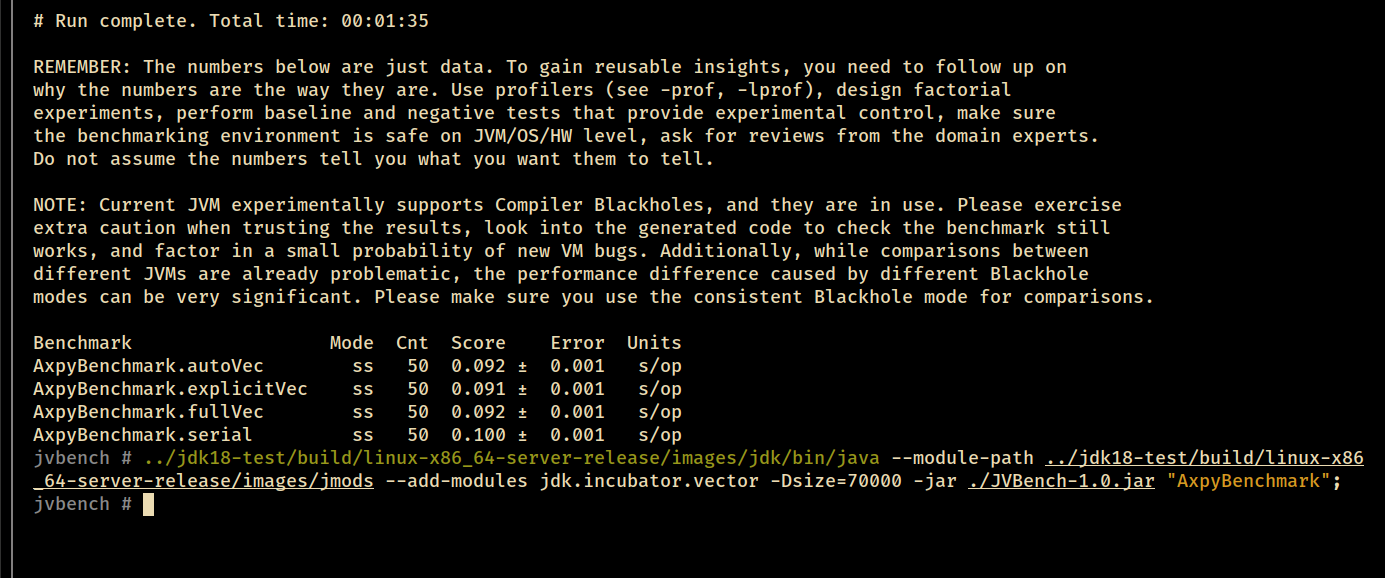 # Run complete. Total time: 00:01:35
REMEMBER: The numbers below are just data. To gain reusable insights, you need to follow up on
why the numbers are the way they are. Use profilers (see -prof, -lprof), design factorial
experiments, perform baseline and negative tests that provide experimental control, make sure
the benchmarking environment is safe on JVM/OS/HW level, ask for reviews from the domain experts.
Do not assume the numbers tell you what you want them to tell.
NOTE: Current JVM experimentally supports Compiler Blackholes, and they are in use. Please exercise
extra caution when trusting the results, look into the generated code to check the benchmark still
works, and factor in a small probability of new VM bugs. Additionally, while comparisons between
different JVMs are already problematic, the performance difference caused by different Blackhole
modes can be very significant. Please make sure you use the consistent Blackhole mode for comparisons.
Benchmark                  Mode  Cnt  Score    Error  Units
AxpyBenchmark.autoVec        ss   50  0.092 ±  0.001   s/op
AxpyBenchmark.explicitVec    ss   50  0.091 ±  0.001   s/op
AxpyBenchmark.fullVec        ss   50  0.092 ±  0.001   s/op
AxpyBenchmark.serial         ss   50  0.100 ±  0.001   s/op
jvbench # ../jdk18-test/build/linux-x86_64-server-release/images/jdk/bin/java --module-path ../jdk18-test/build/linux-x86
_64-server-release/images/jmods --add-modules jdk.incubator.vector -Dsize=70000 -jar ./JVBench-1.0.jar "AxpyBenchmark";
jvbench #